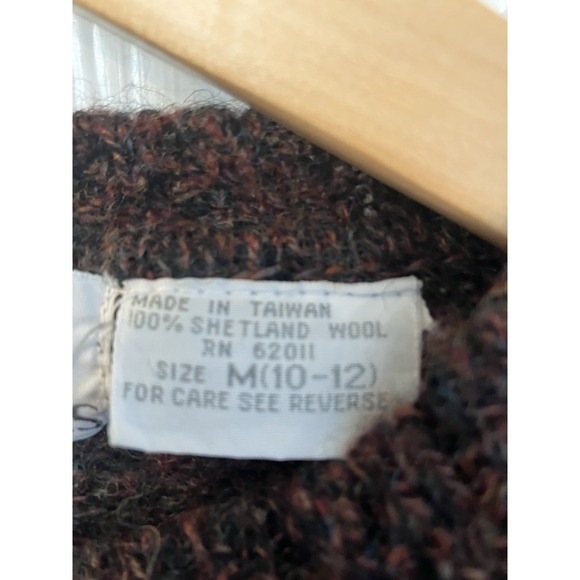 MADE IN TAIWAN
100% SHETLAND WOOL
RN 62011
SIZE M(10-12)
FOR CARE SEE REVERSE
S